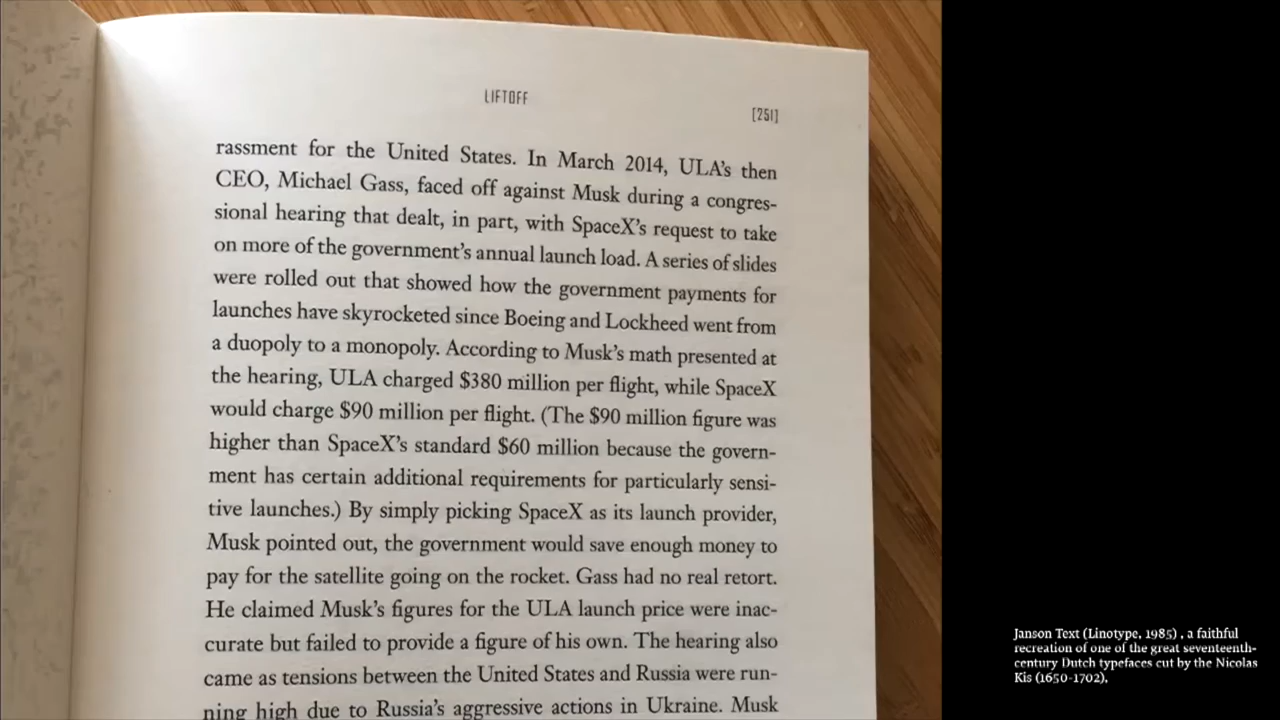 LIFTOFF
[251]
rassment for the United States. In March 2014, ULA's then
CEO, Michael Gass, faced off against Musk during a congres-
sional hearing that dealt, in part, with SpaceX's request to take
on more of the government's annual launch load. A series of slides
were rolled out that showed how the government payments for
launches have skyrocketed since Boeing and Lockheed went from
a duopoly to a monopoly. According to Musk's math presented at
the hearing, ULA charged $380 million per flight, while SpaceX
would charge $90 million per flight. (The $90 million figure was
higher than SpaceX's standard $60 million because the govern-
ment has certain additional requirements for particularly sensi-
tive launches.) By simply picking SpaceX as its launch provider,
Musk pointed out, the government would save enough money to
pay for the satellite going on the rocket. Gass had no real retort.
He claimed Musk's figures for the ULA launch price were inac-
curate but failed to provide a figure of his own. The hearing also
came as tensions between the United States and Russia were run-
ning high due to Russia's aggressive actions in Ukraine. Musk
Janson Text (Linotype, 1985) , a faithful
recreation of one of the great seventeenth-
century Dutch typefaces cut by the Nicolas
Kis (1650-1702),